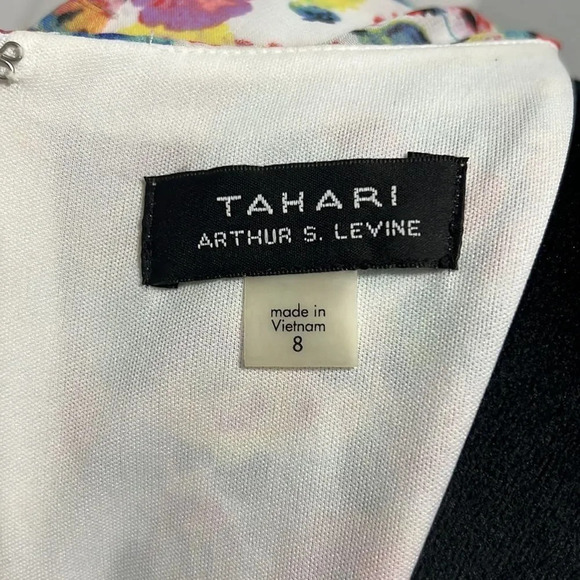 TAHARI
ARTHUR S. LEVINE
made in
Vietnam
8